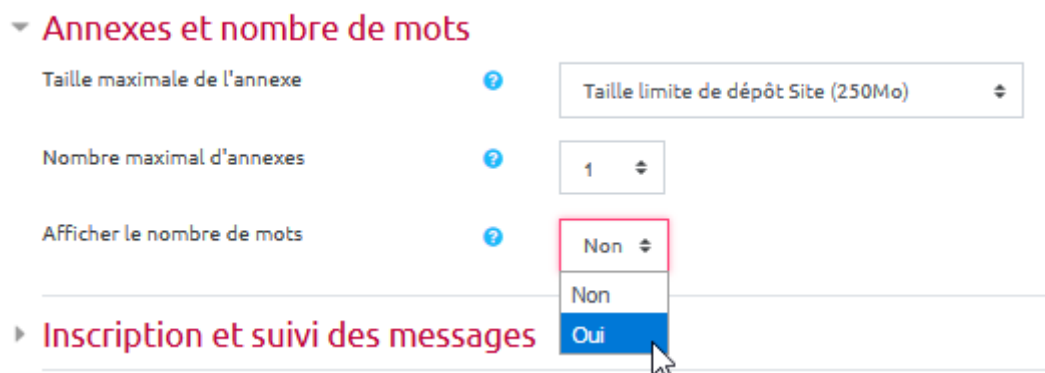 Annexes et nombre de mots
Taille maximale de l'annexe
Taille limite de dépôt Site (250Mo)
Nombre maximal d'annexes
1
Afficher le nombre de mots
Non
Non
Oui
Inscription et suivi des messages